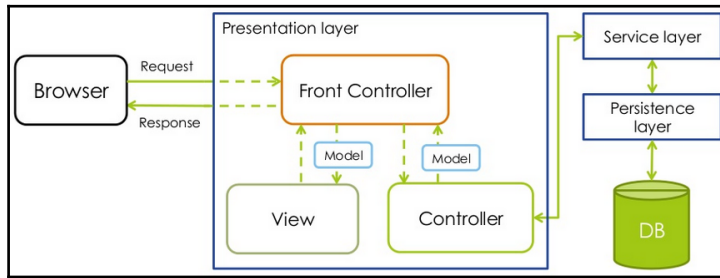 Presentation layer
Service layer
Request
Browser
Front Controller
Response
Persistence
layer
Model
Model
View
Controller
DB